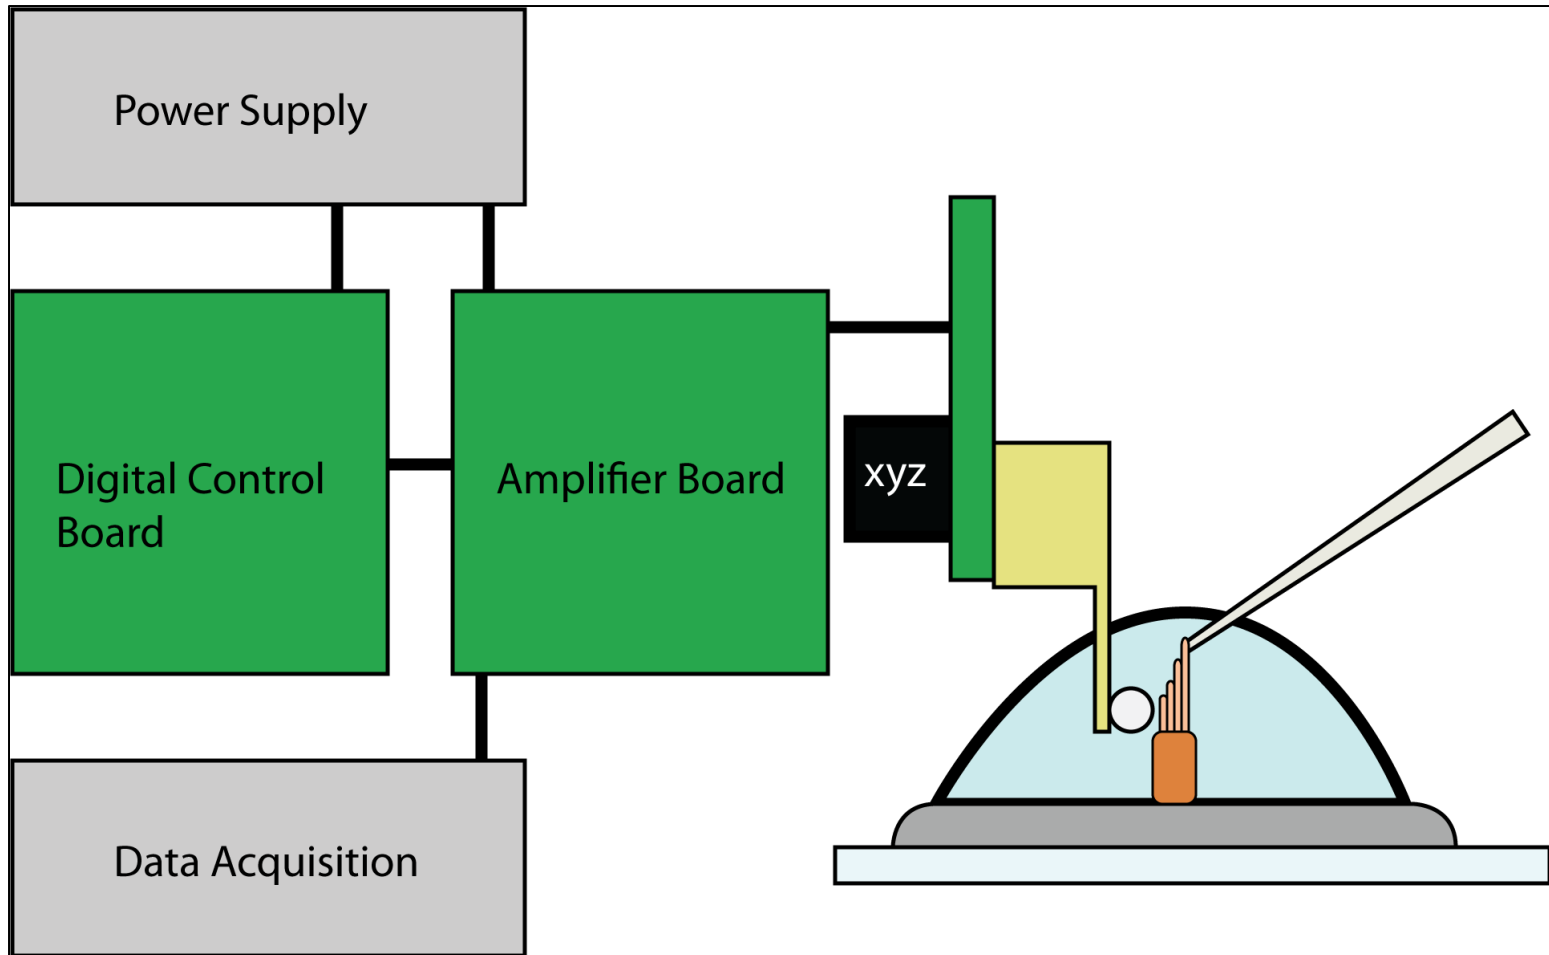 Power Supply
Digital Control
Board
Amplifier Board
xyz
Data Acquisition